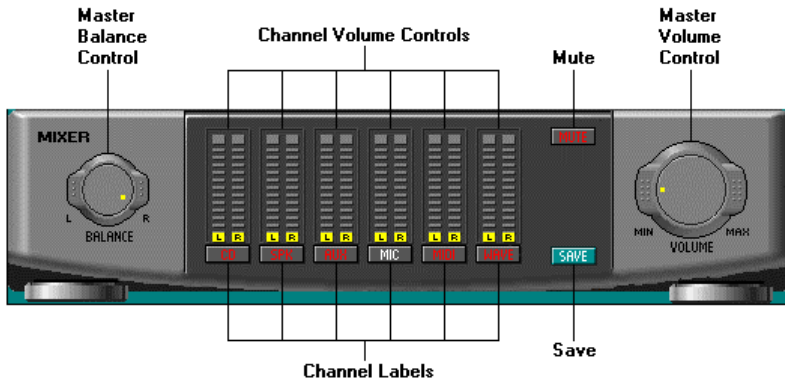 Master
Balance
Control
Channel Volume Controls
Mute
Master
Volume
Control
MIXER
MUTE
L R
BALANCE
L R L R L R L R L R L R
CD SPK AUX MIC MIDI WAVE
SAVE
MIN MAX
VOLUME
Channel Labels
Save